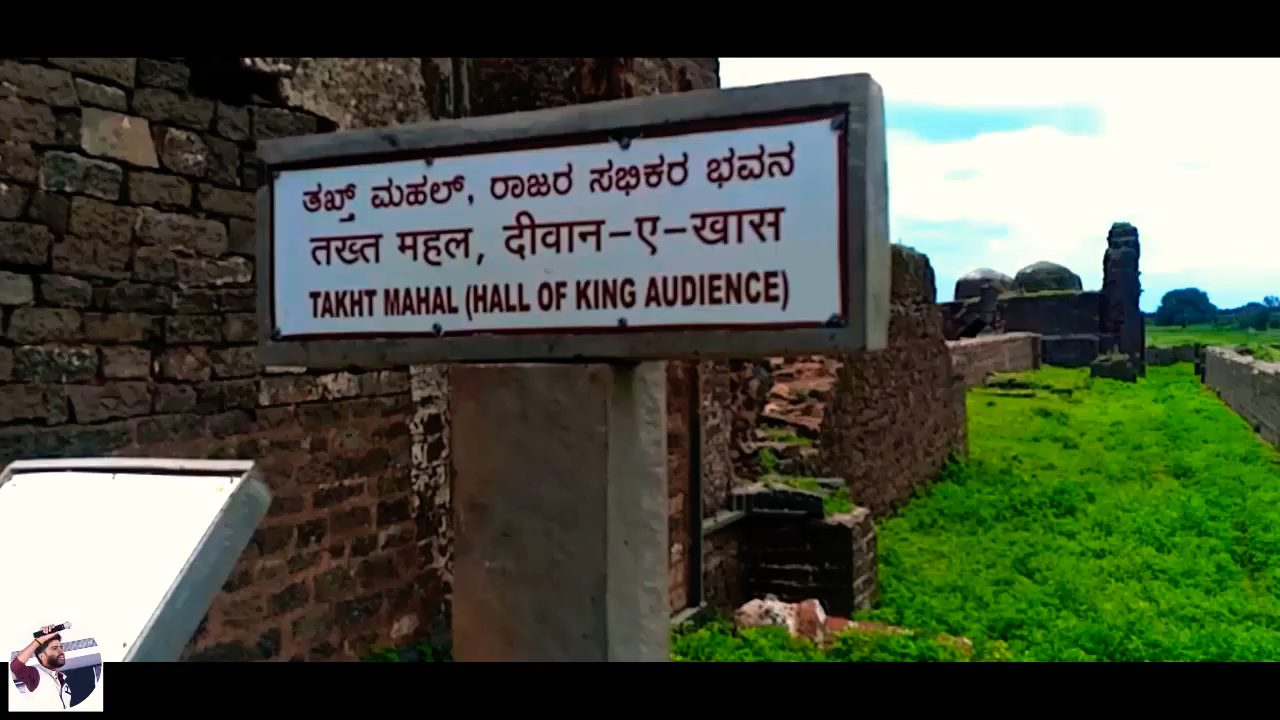 ತಖ್ತ್ ಮಹಲ್, ರಾಜರ ಸಭಿಕರ ಭವನ
तख्त महल, दीवान-ए-खास
TAKHT MAHAL (HALL OF KING AUDIENCE)